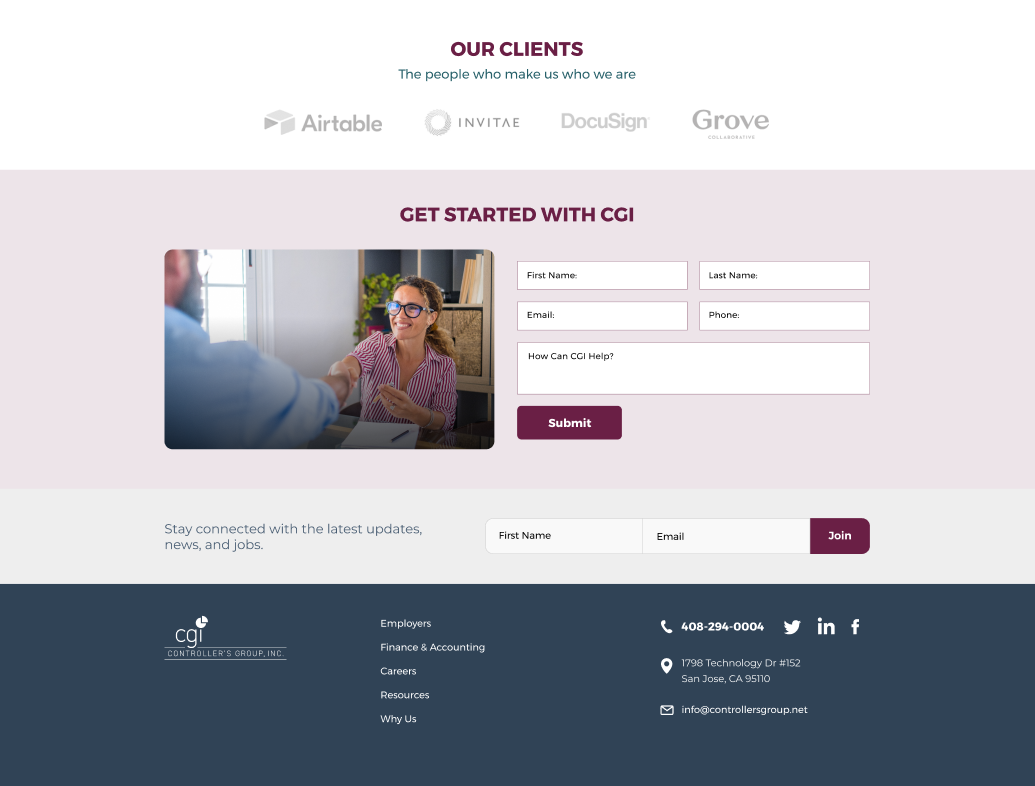 OUR CLIENTS
The people who make us who we are
Airtable
INVITAE
DocuSign
Grove
COLLABORATIVE
GET STARTED WITH CGI
First Name:
Last Name:
Email:
Phone:
How Can CGI Help?
Submit
Stay connected with the latest updates,
news, and jobs.
First Name
Email
Join
cgi
CONTROLLER'S GROUP, INC.
Employers
Finance & Accounting
Careers
Resources
Why Us
408-294-0004
in
f
1798 Technology Dr #152
San Jose, CA 95110
info@controllersgroup.net